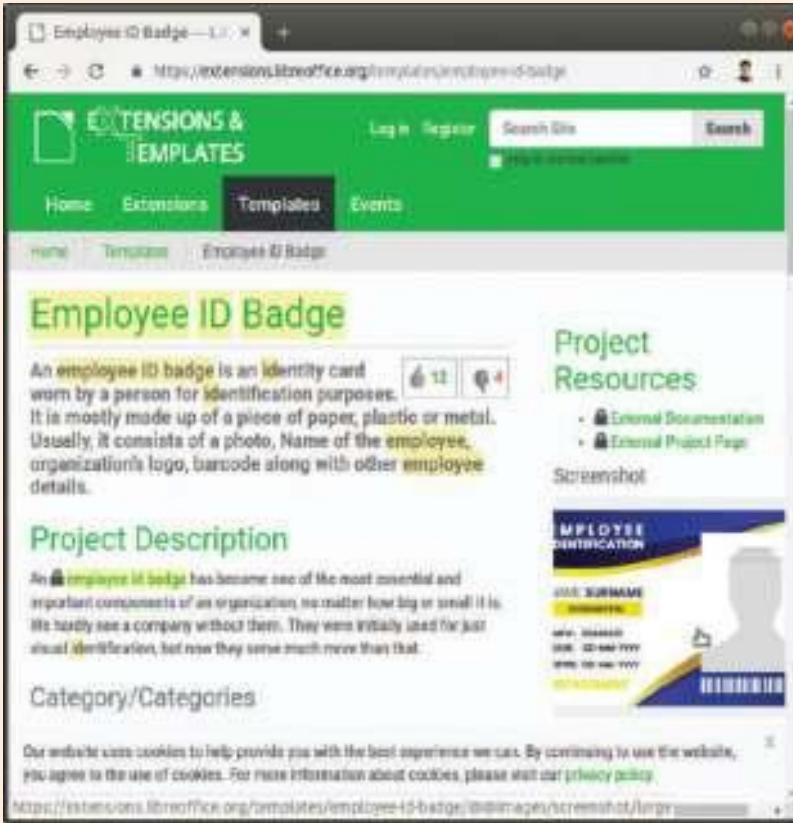 Employee ID Badge — Li
https://extensions.libreoffice.org/templates/employee-id-badge
EXTENSIONS &
TEMPLATES
Log in Register
Search Site
Search
Home Extensions Templates Events
Home Templates Employee ID Badge
Employee ID Badge
An employee ID badge is an identity card
worn by a person for identification purposes.
It is mostly made up of a piece of paper, plastic or metal.
Usually, it consists of a photo, Name of the employee,
organization's logo, barcode along with other employee
details.
12
4
Project Description
An employee id badge has become one of the most essential and
important components of an organization, no matter how big or small it is.
We hardly see a company without them. They were initially used for just
visual identification, but now they serve much more than that.
Category/Categories
Project
Resources
External Documentation
External Project Page
Screenshot
EMPLOYEE
IDENTIFICATION
SURNAME
DD-MM-YYYY
DD-MM-YYYY
Our website uses cookies to help provide you with the best experience we can. By continuing to use the website,
you agree to the use of cookies. For more information about cookies, please visit our privacy policy
https://extensions.libreoffice.org/templates/employee-id-badge/@@images/screenshot/large